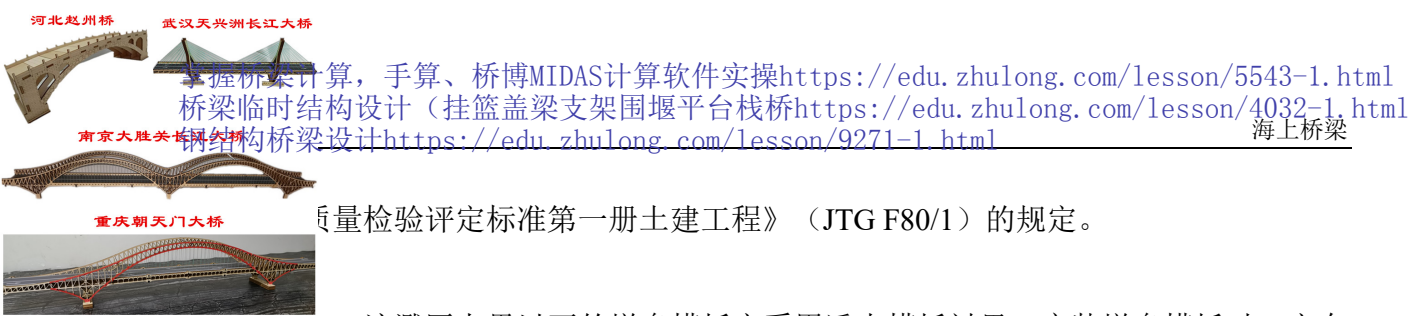 河北赵州桥
武汉天兴洲长江大桥
掌握桥梁计算，手算、桥博MIDAS计算软件实操https://edu.zhulong.com/lesson/5543-1.html
桥梁临时结构设计（挂篮盖梁支架围堰平台栈桥https://edu.zhulong.com/lesson/4032-1.html
南京大胜关长江大桥
钢结构桥梁设计https://edu.zhulong.com/lesson/9271-1.html
海上桥梁
重庆朝天门大桥
质量检验评定标准第一册土建工程》（JTG F80/1）的规定。